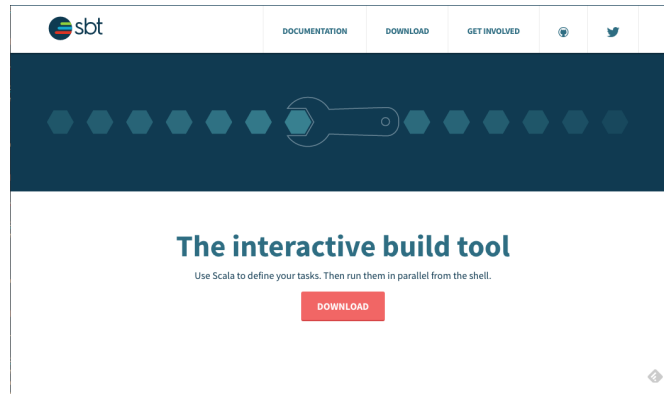 sbt
DOCUMENTATION
DOWNLOAD
GET INVOLVED
The interactive build tool
Use Scala to define your tasks. Then run them in parallel from the shell.
DOWNLOAD